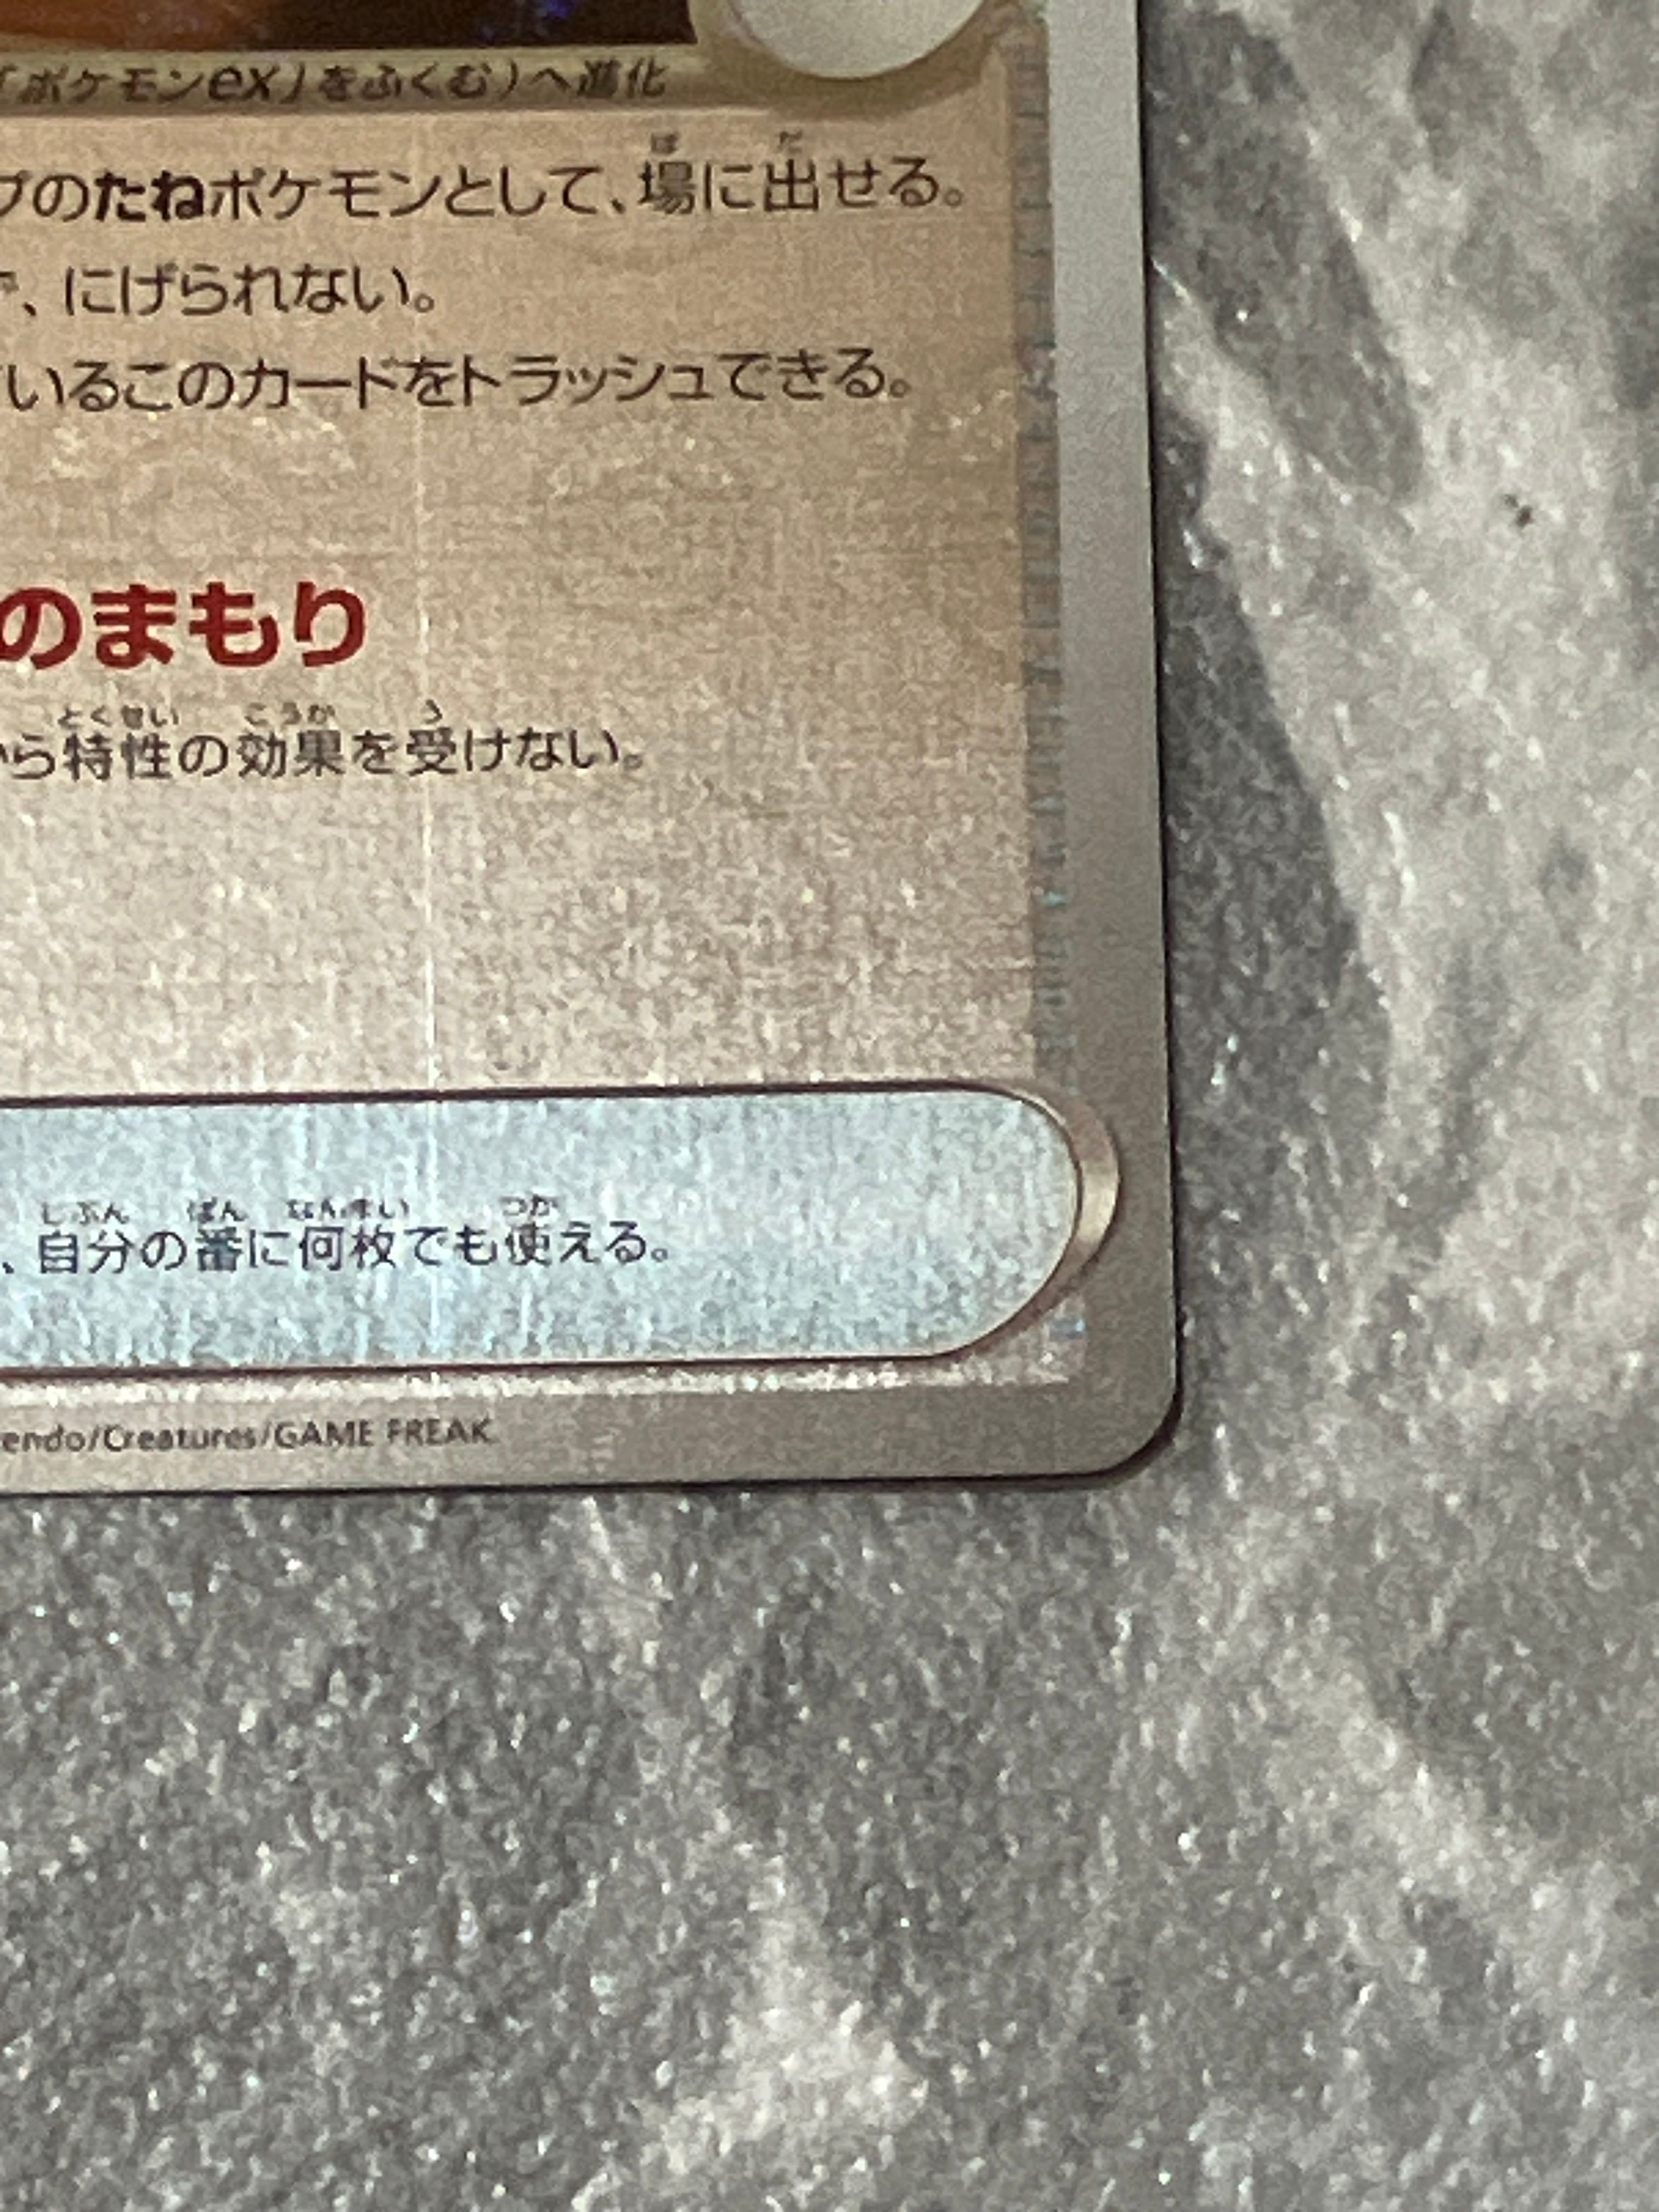 「ポケモンex」をふくむ)へ進化
プのたねポケモンとして、場に出せる。
、にげられない。
いるこのカードをトラッシュできる。
のまもり
から特性の効果を受けない。
、自分の番に何枚でも使える。
endo/Creatures/GAME FREAK